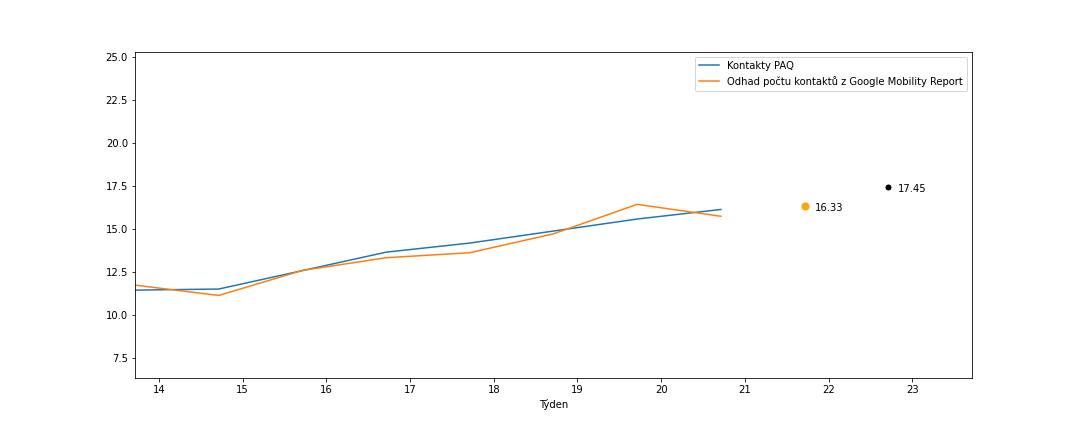 25.0
22.5
20.0
17.5
15.0
12.5
10.0
7.5
Kontakty PAQ
Odhad počtu kontaktů z Google Mobility Report
17.45
16.33
14 15 16 17 18 19 20 21 22 23
Týden